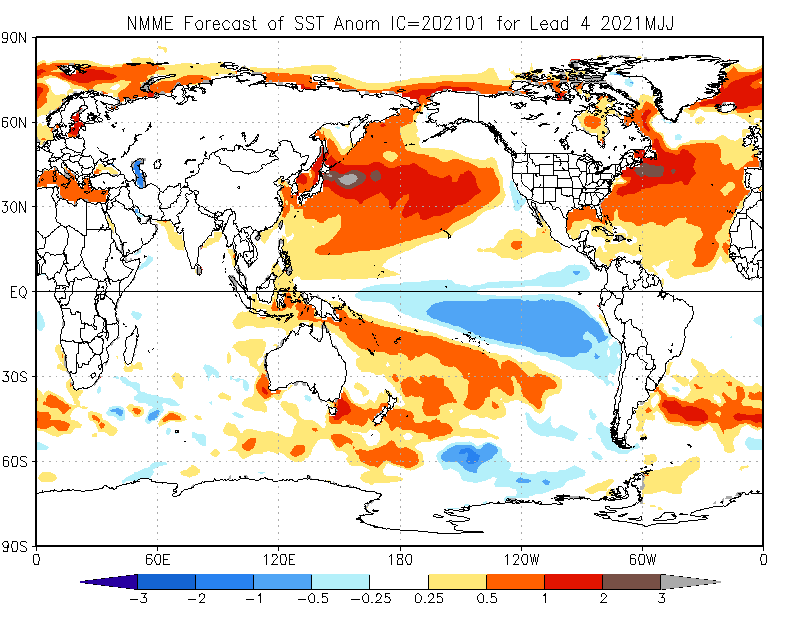 NMME Forecast of SST Anom IC=202101 for Lead 4 2021MJJ
90N
60N
30N
EQ
30S
60S
90S
0 60E 120E 180 120W 60W 0
-3 -2 -1 -0.5 -0.25 0.25 0.5 1 2 3